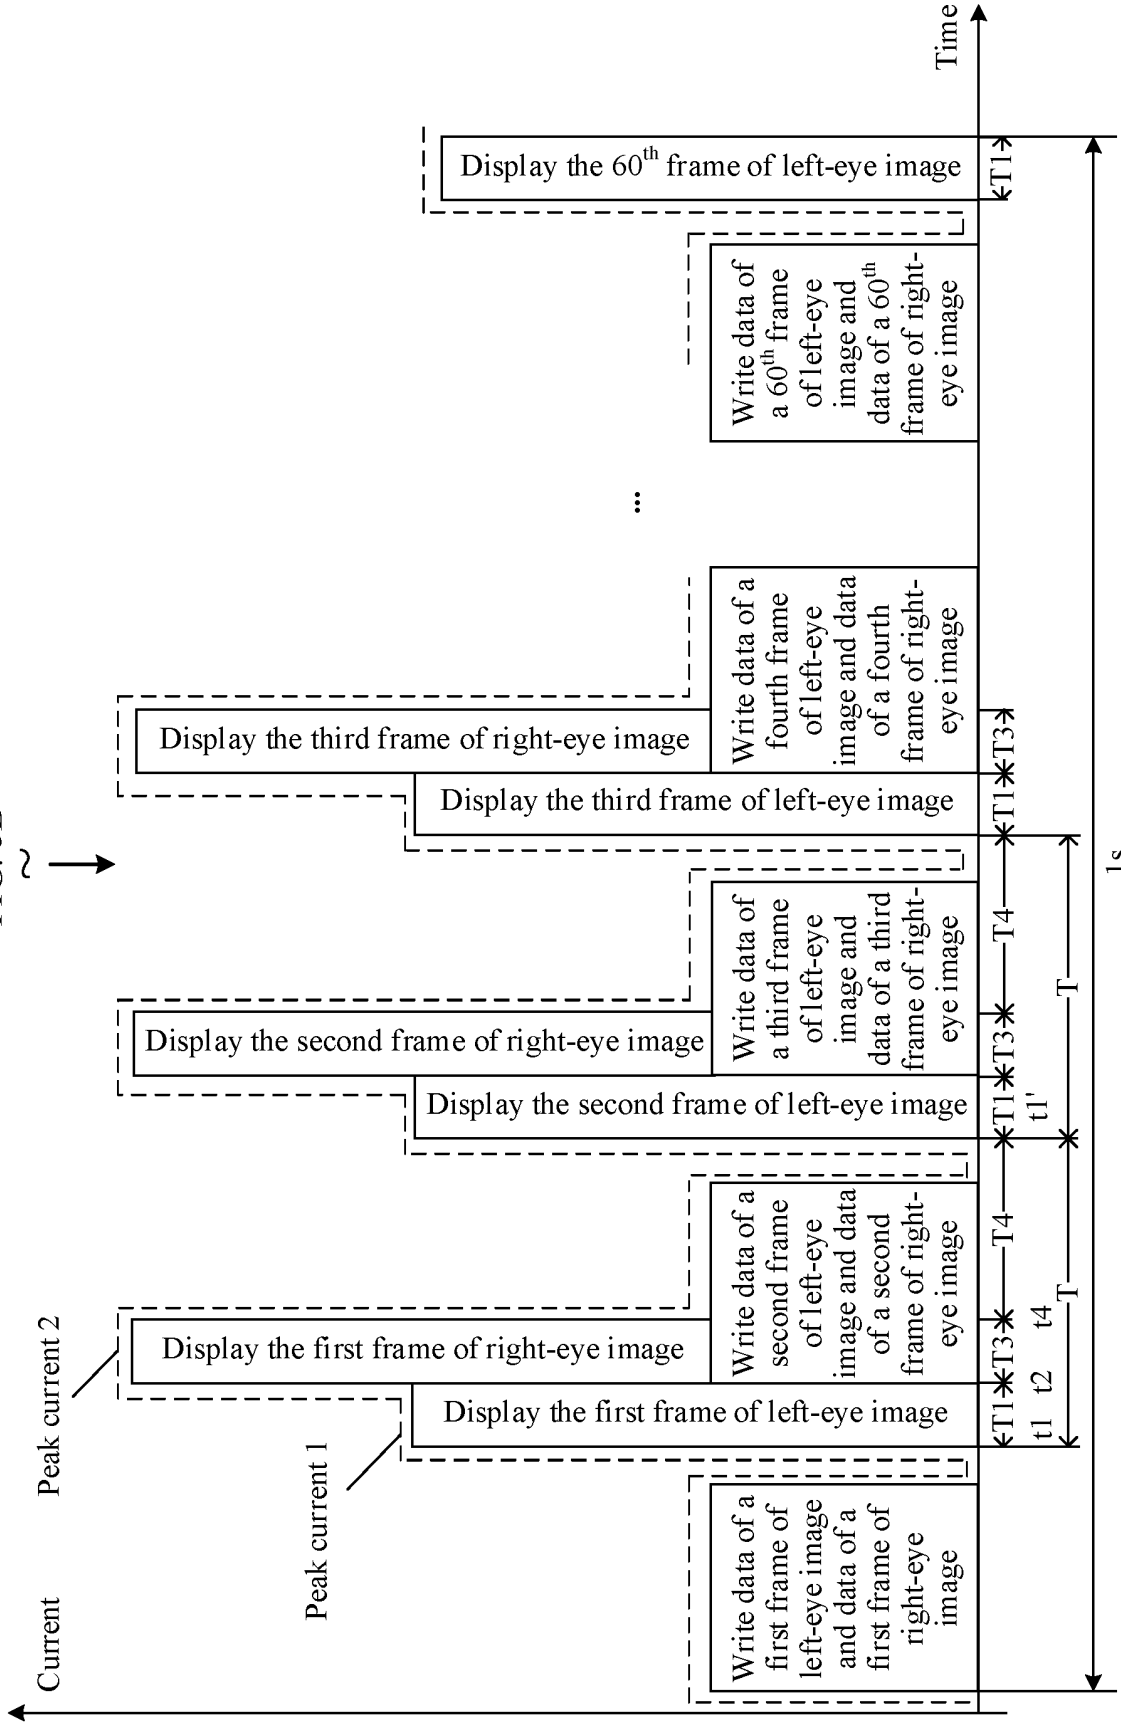 Current
Peak current 2
Peak current 1
Write data of a
first frame of
left-eye image
and data of a
first frame of
right-eye
image
Display the first frame of left-eye image
Display the first frame of right-eye image
Write data of a
second frame
of left-eye
image and data
of a second
frame of right-
eye image
Display the second frame of left-eye image
Display the second frame of right-eye image
Write data of
a third frame
of left-eye
image and
data of a third
frame of right-
eye image
Display the third frame of left-eye image
Display the third frame of right-eye image
Write data of a
fourth frame
of left-eye
image and data
of a fourth
frame of right-
eye image
...
Write data of
a 60th frame
of left-eye
image and
data of a 60th
frame of right-
eye image
Display the 60th frame of left-eye image
Time
T1 T3 T4 T1 T3 T4 T1 T3 T1
t1 t2 t4 t1'
T T
1s